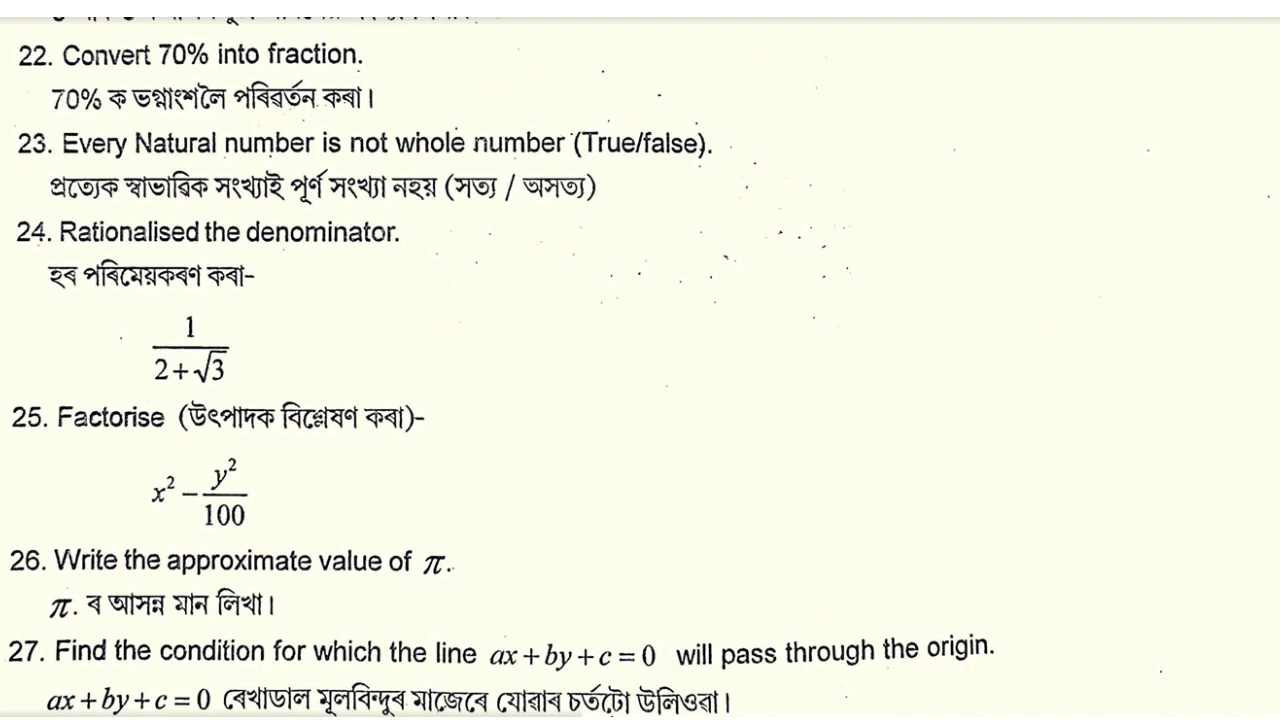 22. Convert 70% into fraction.
70% ক ভগ্নাংশলৈ পৰিৱৰ্তন কৰা।
23. Every Natural number is not whole number (True/false).
প্ৰত্যেক স্বাভাৱিক সংখ্যাই পূৰ্ণ সংখ্যা নহয় (সত্য / অসত্য)
24. Rationalised the denominator.
হৰ পৰিমেয়কৰণ কৰা-
1
2+√3
25. Factorise (উৎপাদক বিশ্লেষণ কৰা)-
x² - y²
100
26. Write the approximate value of π.
π. ৰ আসন্ন মান লিখা।
27. Find the condition for which the line ax+by+c=0 will pass through the origin.
ax+by+c=0 ৰেখাডাল মূলবিন্দুৰ মাজেৰে যোৱাৰ চৰ্তটো উলিওৱা।